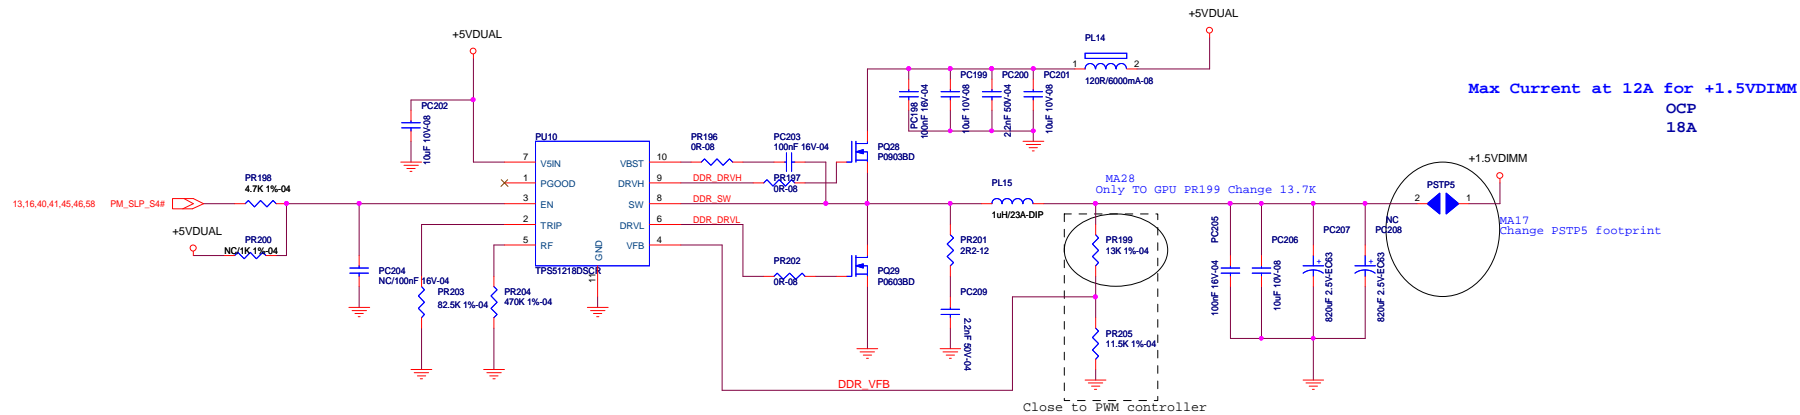 +5VDUAL
PL14
+5VDUAL
1
2
120R/6000mA-08
Max Current at 12A for +1.5VDIMM
OCP
18A
PC202
10uF 10V-08
PC198
100nF 16V-04
PC199
10uF 10V-08
PC200
2.2nF 50V-04
PC201
10uF 10V-08
PU10
7
V5IN
1
PGOOD
3
EN
2
TRIP
5
RF
VBST
10
DRVH
9
SW
8
DRVL
6
VFB
4
GND
11
TPS51218DSCR
PR196
0R-08
PC203
100nF 16V-04
DDR_DRVH
PR197
0R-08
DDR_SW
DDR_DRVL
PQ28
P0903BD
PR198
4.7K 1%-04
13,16,40,41,45,46,58
PM_SLP_S4#
+5VDUAL
PR200
NC/1K 1%-04
PC204
NC/100nF 16V-04
PR203
82.5K 1%-04
PR204
470K 1%-04
PR202
0R-08
PQ29
P0603BD
PL15
1uH/23A-DIP
MA28
Only TO GPU PR199 Change 13.7K
PR201
2R2-12
PC209
2.2nF 50V-04
PR199
13K 1%-04
PR205
11.5K 1%-04
DDR_VFB
Close to PWM controller
PC205
100nF 16V-04
PC206
10uF 10V-08
PC207
820uF 2.5V-EC63
NC
PC208
820uF 2.5V-EC63
+
+
+1.5VDIMM
PSTP5
2
1
MA17
Change PSTP5 footprint